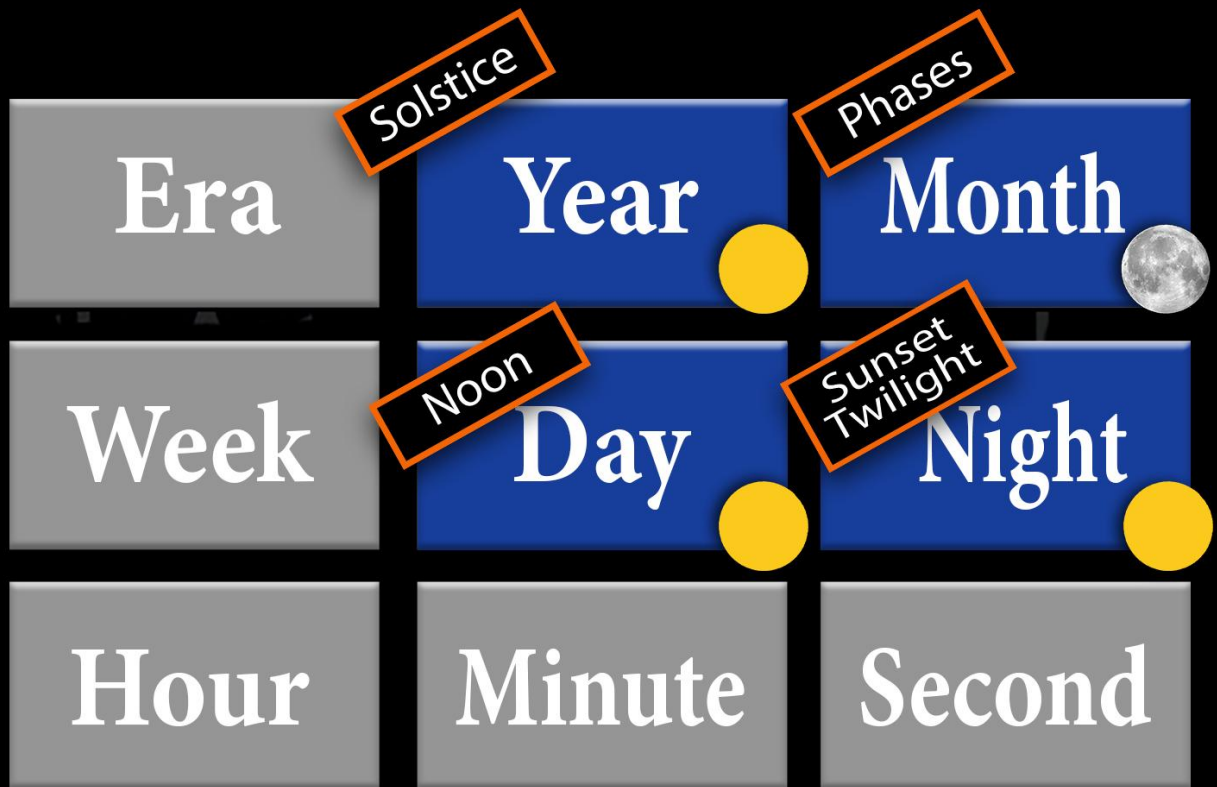 Solstice
Phases
Era
Year
Month
Noon
Sunset
Twilight
Week
Day
Night
Hour
Minute
Second